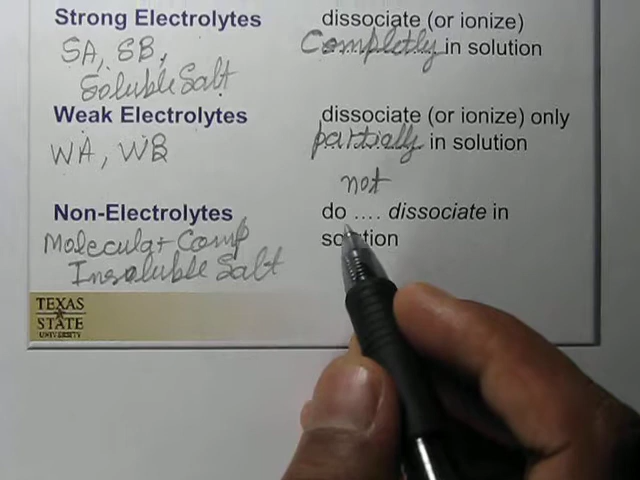 Strong Electrolytes dissociate (or ionize)
SA, SB, Completly in solution
Soluble Salt
Weak Electrolytes dissociate (or ionize) only
WA, WB partially in solution
not
Non-Electrolytes do .... dissociate in
Molecular Comp solution
Insoluble Salt
TEXAS
STATE
UNIVERSITY